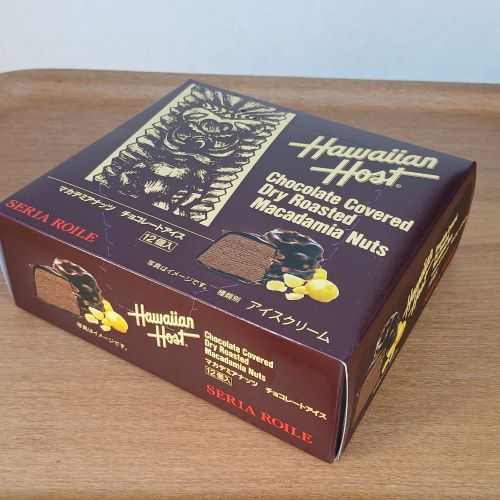 Hawaiian
Host®
Chocolate Covered
Dry Roasted
Macadamia Nuts
マカデミアナッツ チョコレートアイス
12個入
SERIA ROILE
写真はイメージです。
種類別 アイスクリーム
Hawaiian
Host
Chocolate Covered
Dry Roasted
Macadamia Nuts
マカデミアナッツ チョコレートアイス
12個入
写真はイメージです。
SERIA ROILE